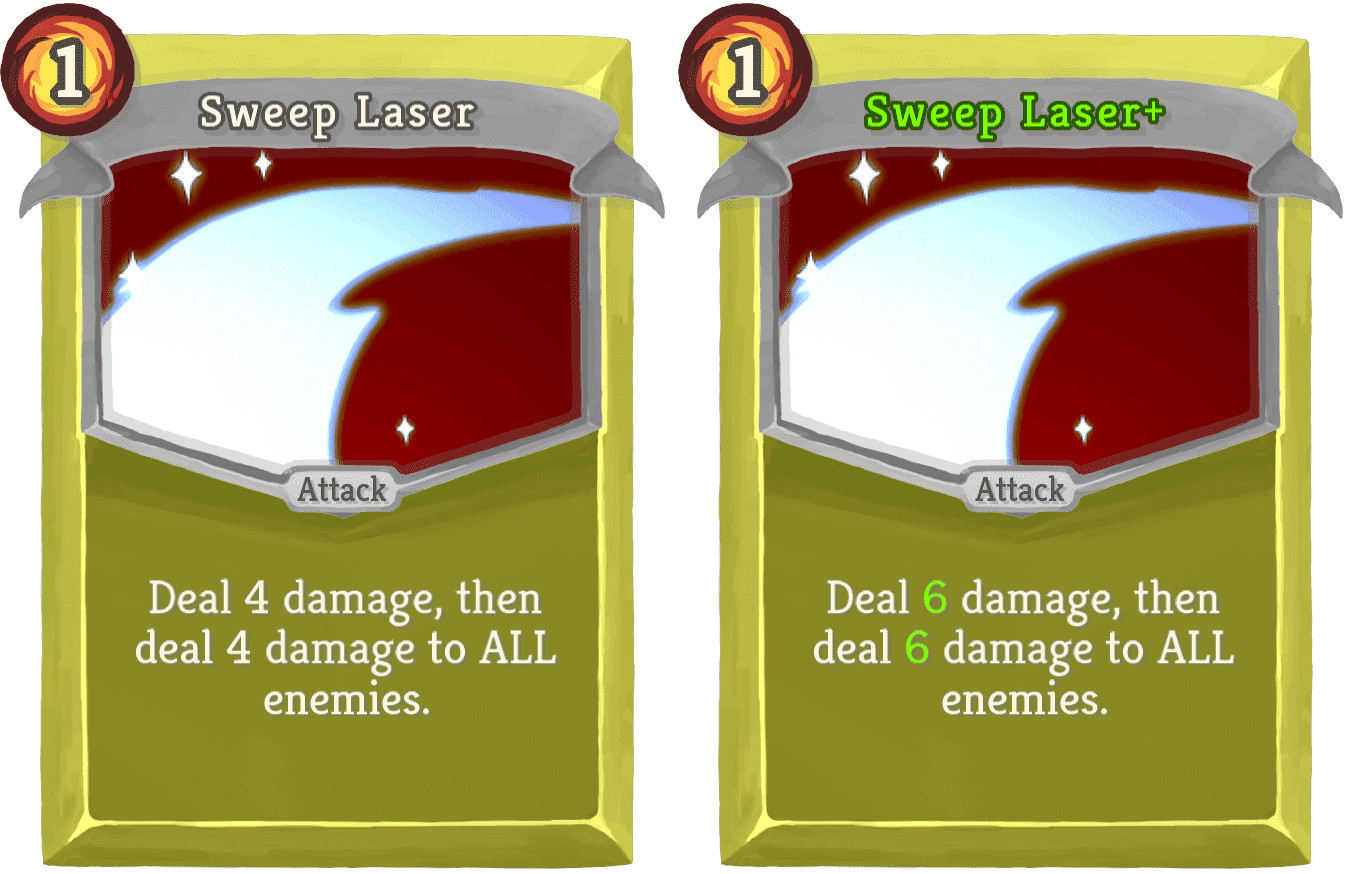 1
Sweep Laser
Attack
Deal 4 damage, then
deal 4 damage to ALL
enemies.
1
Sweep Laser+
Attack
Deal 6 damage, then
deal 6 damage to ALL
enemies.